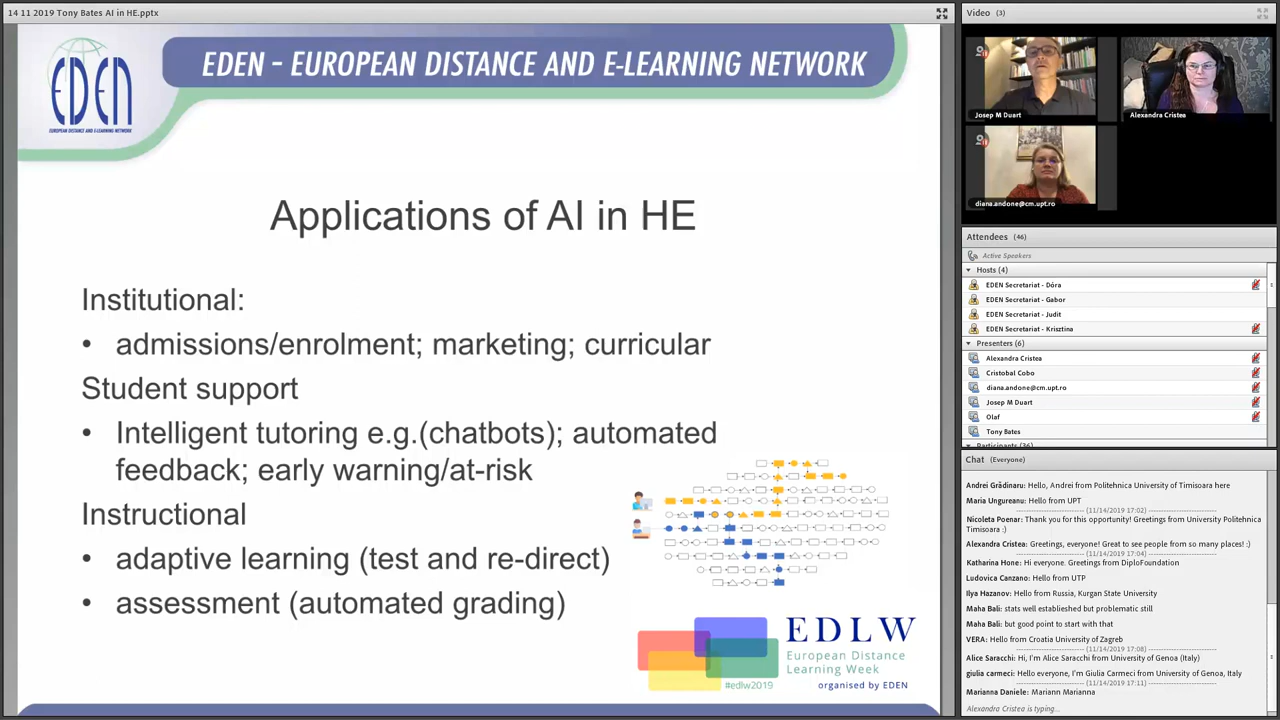 14 11 2019 Tony Bates AI in HE.pptx
EDEN
EUROPEAN DISTANCE AND E-LEARNING NETWORK
EDEN – EUROPEAN DISTANCE AND E-LEARNING NETWORK
Applications of AI in HE
Institutional:
• admissions/enrolment; marketing; curricular
Student support
• Intelligent tutoring e.g.(chatbots); automated
feedback; early warning/at-risk
Instructional
• adaptive learning (test and re-direct)
• assessment (automated grading)
EDLW
European Distance
Learning Week
#edlw2019
organised by EDEN
Video (3)
Josep M Duart
Alexandra Cristea
diana.andone@cm.upt.ro
Attendees (46)
Active Speakers
Hosts (4)
EDEN Secretariat - Dóra
EDEN Secretariat - Gabor
EDEN Secretariat - Judit
EDEN Secretariat - Krisztina
Presenters (6)
Alexandra Cristea
Cristobal Cobo
diana.andone@cm.upt.ro
Josep M Duart
Olaf
Tony Bates
Participants (36)
Chat (Everyone)
Andrei Grădinaru: Hello, Andrei from Politehnica University of Timisoara here
Maria Ungureanu: Hello from UPT
(11/14/2019 17:02)
Nicoleta Poenar: Thank you for this opportunity! Greetings from University Politehnica
Timisoara :)
(11/14/2019 17:04)
Alexandra Cristea: Greetings, everyone! Great to see people from so many places! :)
Katharina Hone: Hi everyone. Greetings from DiploFoundation
Ludovica Canzano: Hello from UTP
Ilya Hazanov: Hello from Russia, Kurgan State University
Maha Bali: stats well establieshed but problematic still
Maha Bali: but good point to start with that
VERA: Hello from Croatia University of Zagreb
(11/14/2019 17:08)
Alice Saracchi: Hi, I'm Alice Saracchi from University of Genoa (Italy)
giulia carmeci: Hello everyone, I'm Giulia Carmeci from University of Genoa, Italy
(11/14/2019 17:11)
Marianna Daniele: Mariann Marianna
Alexandra Cristea is typing...